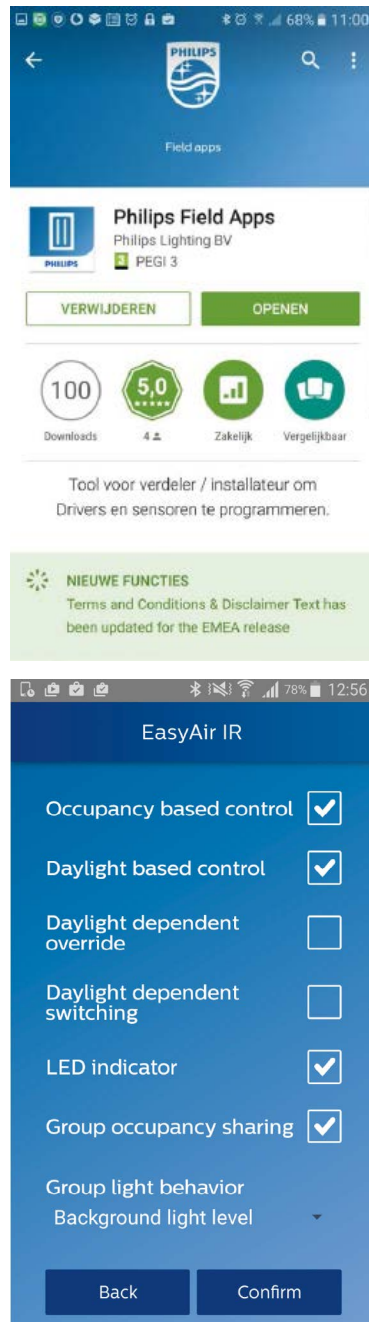 68% 11:00
PHILIPS
Field apps
Philips Field Apps
Philips Lighting BV
PHILIPS
3 PEGI 3
VERWIJDEREN OPENEN
100 5,0
Downloads 4 Zakelijk Vergelijkbaar
Tool voor verdeler / installateur om
Drivers en sensoren te programmeren.
NIEUWE FUNCTIES
Terms and Conditions & Disclaimer Text has
been updated for the EMEA release
78% 12:56
EasyAir IR
Occupancy based control
Daylight based control
Daylight dependent
override
Daylight dependent
switching
LED indicator
Group occupancy sharing
Group light behavior
Background light level
Back Confirm